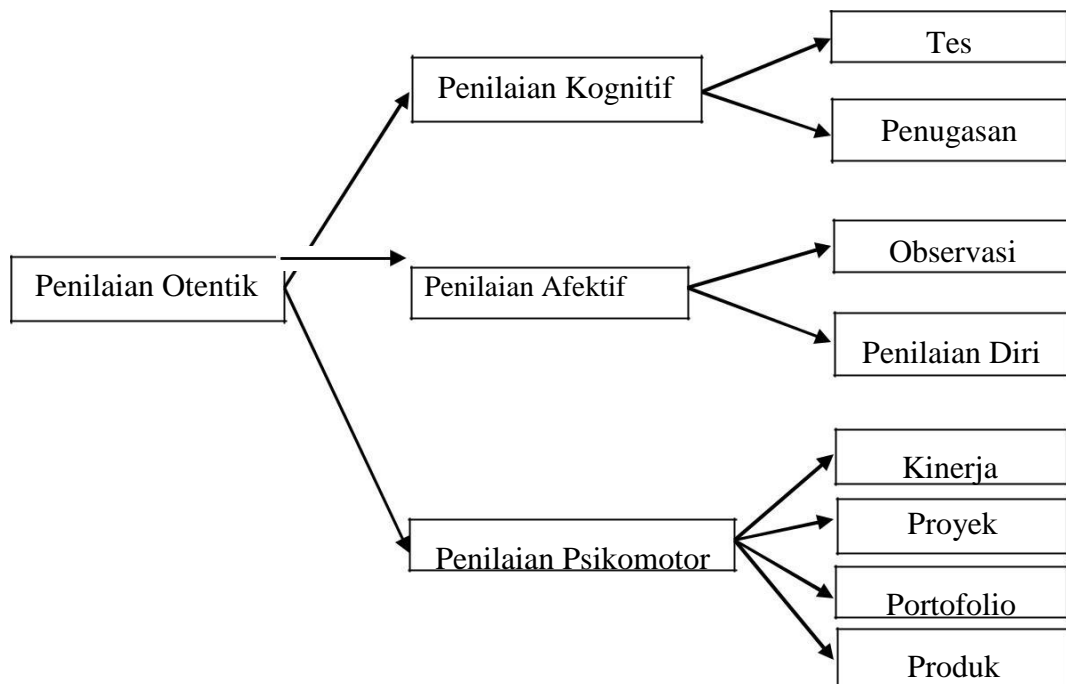 Penilaian Otentik
Penilaian Kognitif
Tes
Penugasan
Penilaian Afektif
Observasi
Penilaian Diri
Penilaian Psikomotor
Kinerja
Proyek
Portofolio
Produk